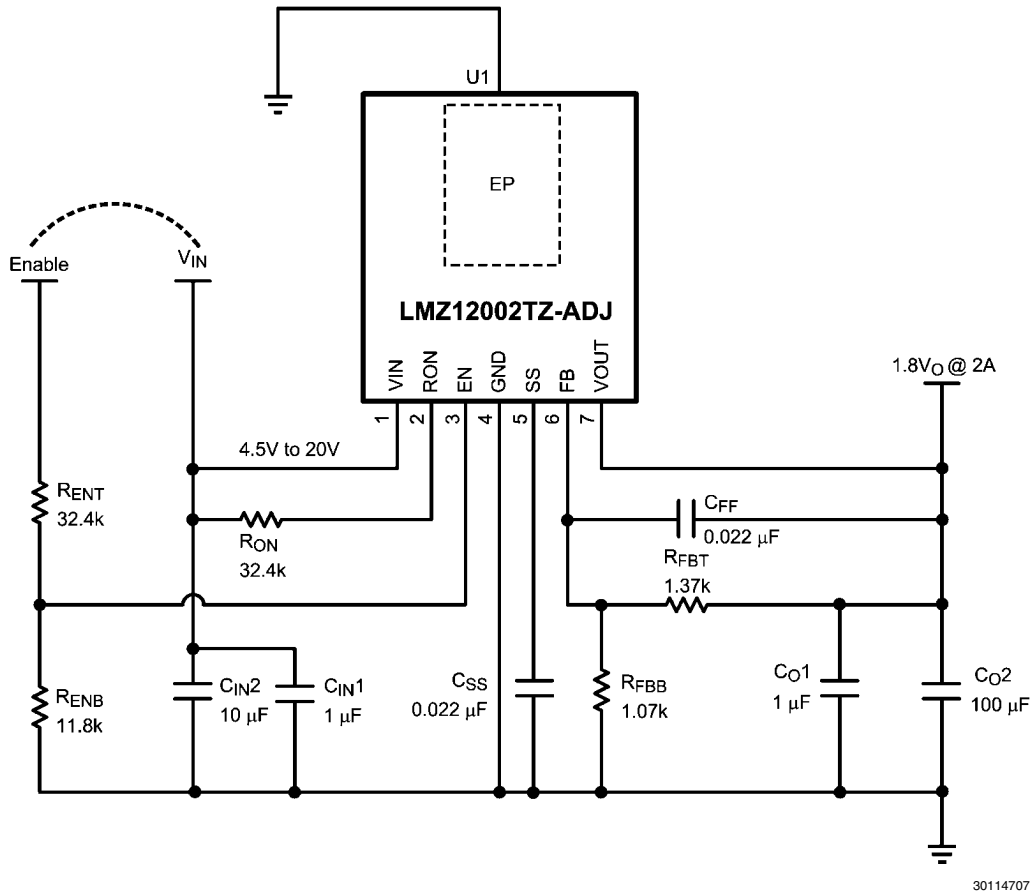 U1
EP
LMZ12002TZ-ADJ
VIN
RON
EN
GND
SS
FB
VOUT
1
2
3
4
5
6
7
Enable
VIN
4.5V to 20V
1.8VO @ 2A
RENT
32.4k
RON
32.4k
CFF
0.022 µF
RFBT
1.37k
RENB
11.8k
CIN2
10 µF
CIN1
1 µF
CSS
0.022 µF
RFBB
1.07k
CO1
1 µF
CO2
100 µF
30114707